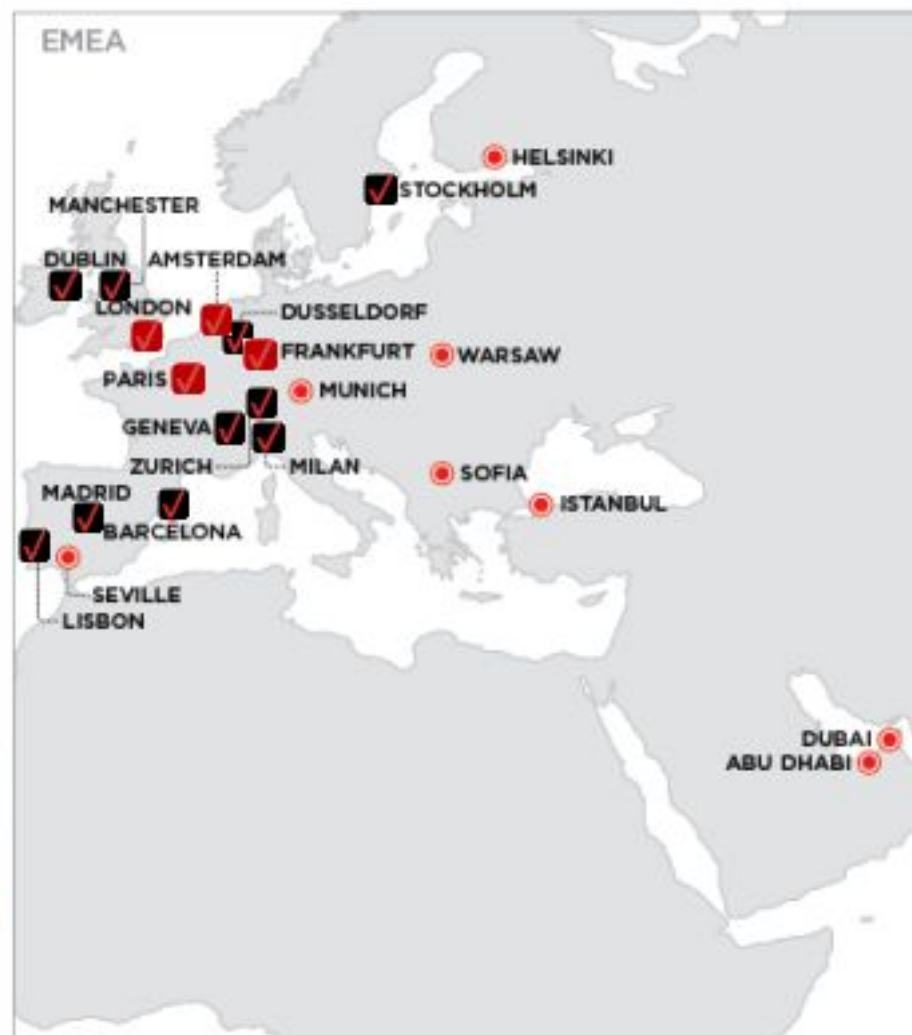 EMEA
HELSINKI
STOCKHOLM
MANCHESTER
DUBLIN
AMSTERDAM
LONDON
DUSSELDORF
FRANKFURT
WARSAW
PARIS
MUNICH
GENEVA
ZURICH
MILAN
SOFIA
MADRID
ISTANBUL
BARCELONA
SEVILLE
LISBON
DUBAI
ABU DHABI